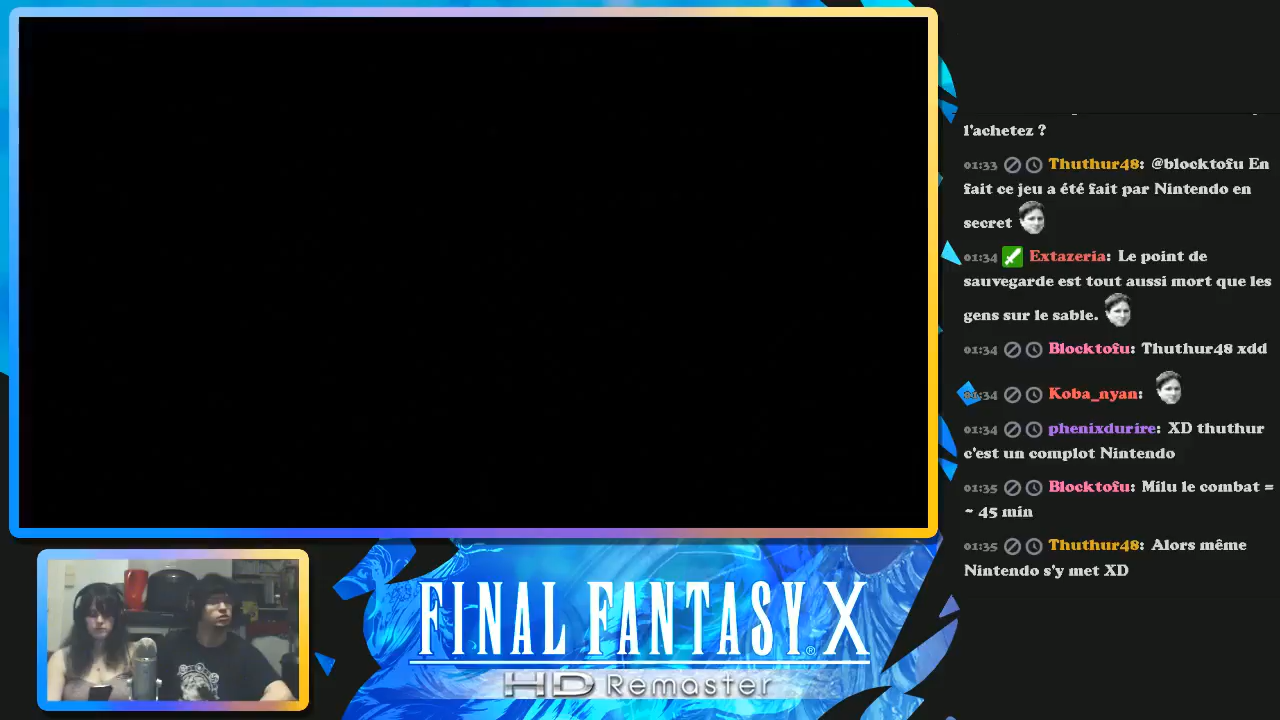 l'achetez ?
01:33 Thuthur48: @blocktofu En
fait ce jeu a été fait par Nintendo en
secret
01:34 Extazeria: Le point de
sauvegarde est tout aussi mort que les
gens sur le sable.
01:34 Blocktofu: Thuthur48 xdd
01:34 Koba_nyan:
01:34 phenixdurire: XD thuthur
c'est un complot Nintendo
01:35 Blocktofu: Milu le combat =
~ 45 min
01:35 Thuthur48: Alors même
Nintendo s'y met XD
FINAL FANTASY® X
HD Remaster